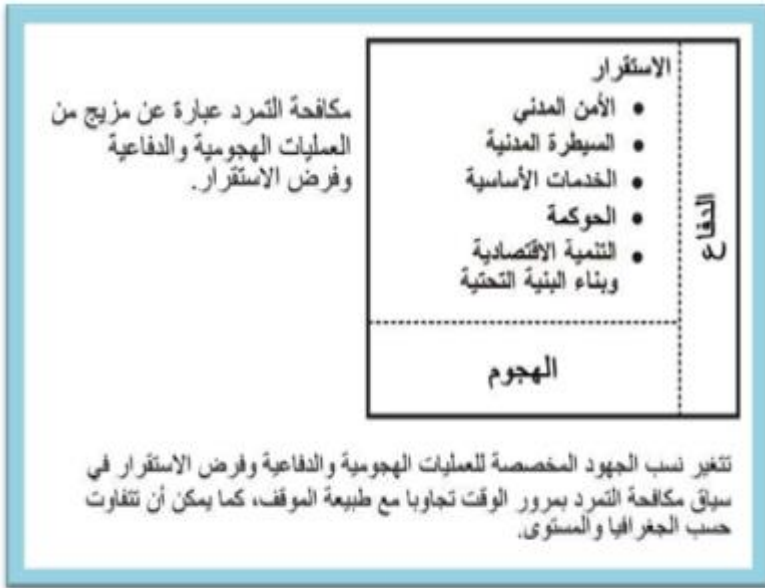 مكافحة التمرد عبارة عن مزيج من
العمليات الهجومية والدفاعية
وفرض الاستقرار.
الاستقرار
• الأمن المدني
• السيطرة المدنية
• الخدمات الأساسية
• الحوكمة
• التنمية الاقتصادية
وبناء البنية التحتية
الدفاع
الهجوم
تتغير نسب الجهود المخصصة للعمليات الهجومية والدفاعية وفرض الاستقرار في
سياق مكافحة التمرد بمرور الوقت تجاوبا مع طبيعة الموقف، كما يمكن أن تتفاوت
حسب الجغرافيا والمستوى.